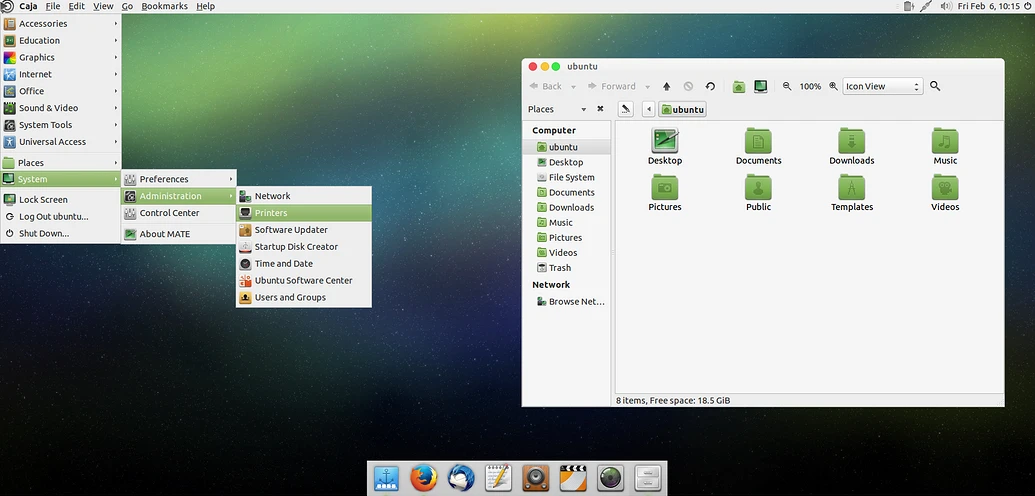 Caja File Edit View Go Bookmarks Help
Fri Feb 6, 10:15
Accessories
Education
Graphics
Internet
Office
Sound & Video
System Tools
Universal Access
Places
System
Lock Screen
Log Out ubuntu...
Shut Down...
Preferences
Administration
Control Center
About MATE
Network
Printers
Software Updater
Startup Disk Creator
Time and Date
Ubuntu Software Center
Users and Groups
ubuntu
Back Forward 100% Icon View
Places ubuntu
Computer
ubuntu
Desktop
File System
Documents
Downloads
Music
Pictures
Videos
Trash
Network
Browse Net...
Desktop Documents Downloads Music
Pictures Public Templates Videos
8 items, Free space: 18.5 GiB